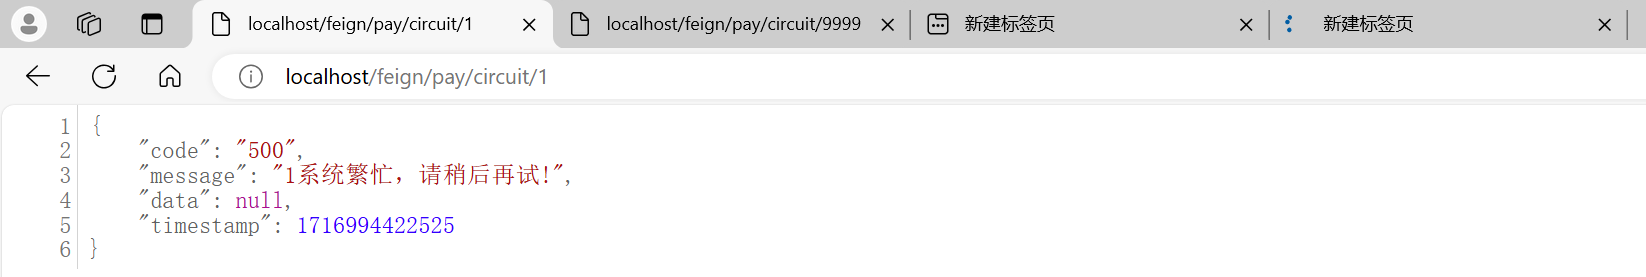 localhost/feign/pay/circuit/1
localhost/feign/pay/circuit/9999
新建标签页
新建标签页
localhost/feign/pay/circuit/1
1 {
2 "code": "500",
3 "message": "1系统繁忙，请稍后再试!",
4 "data": null,
5 "timestamp": 1716994422525
6 }